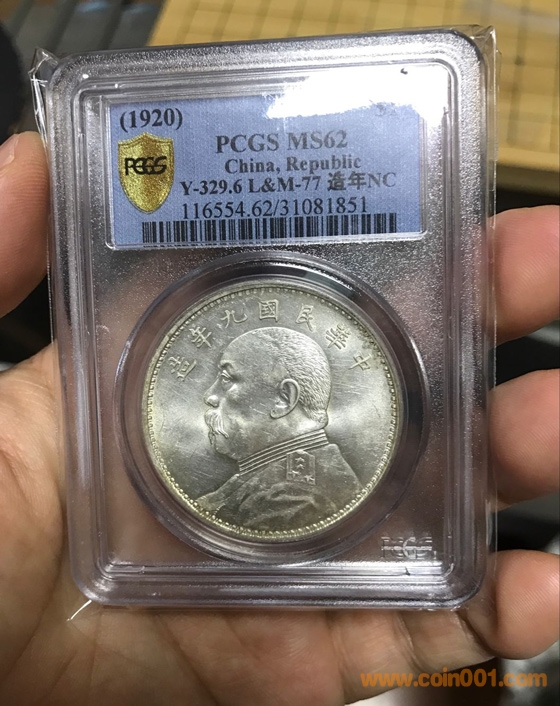 (1920)
PCGS
PCGS MS62
China, Republic
Y-329.6 L&M-77 造年NC
116554.62/31081851
中華民國九年造
PCGS
www.coin001.com